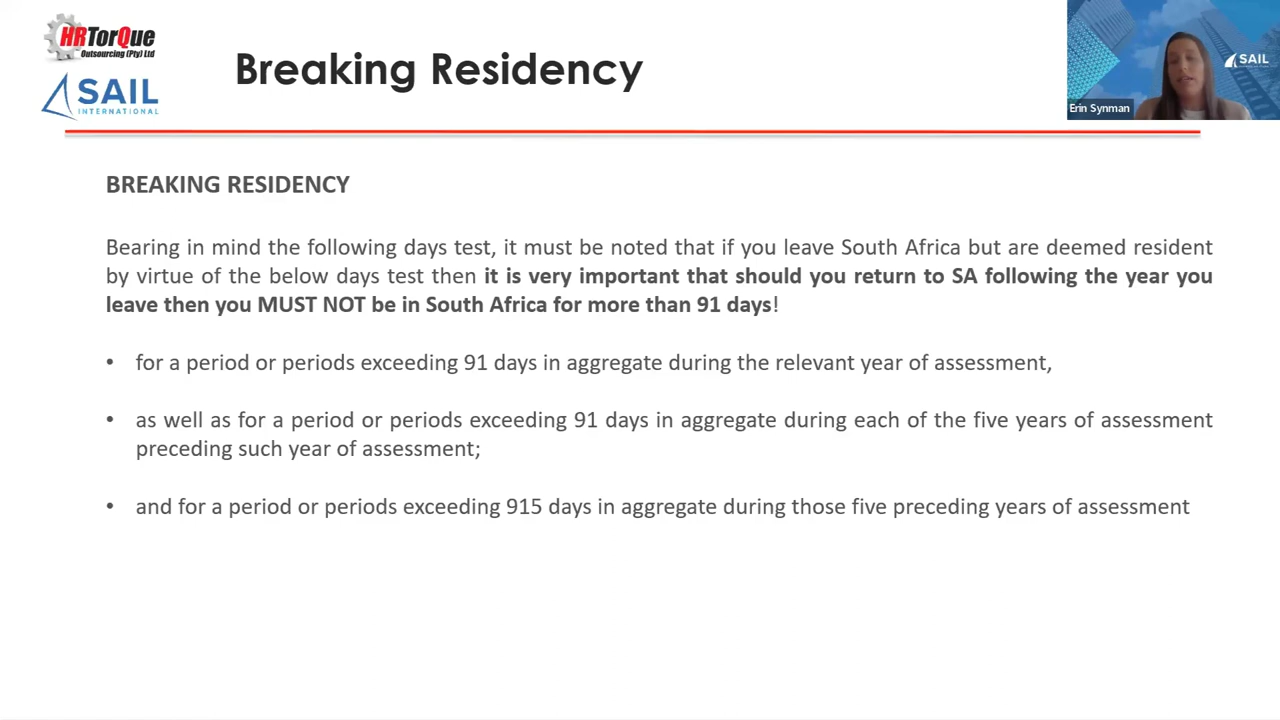 HRTorQue
Outsourcing (Pty) Ltd
SAIL
INTERNATIONAL
Breaking Residency
SAIL
Erin Synman
BREAKING RESIDENCY
Bearing in mind the following days test, it must be noted that if you leave South Africa but are deemed resident
by virtue of the below days test then it is very important that should you return to SA following the year you
leave then you MUST NOT be in South Africa for more than 91 days!
• for a period or periods exceeding 91 days in aggregate during the relevant year of assessment,
• as well as for a period or periods exceeding 91 days in aggregate during each of the five years of assessment
preceding such year of assessment;
• and for a period or periods exceeding 915 days in aggregate during those five preceding years of assessment